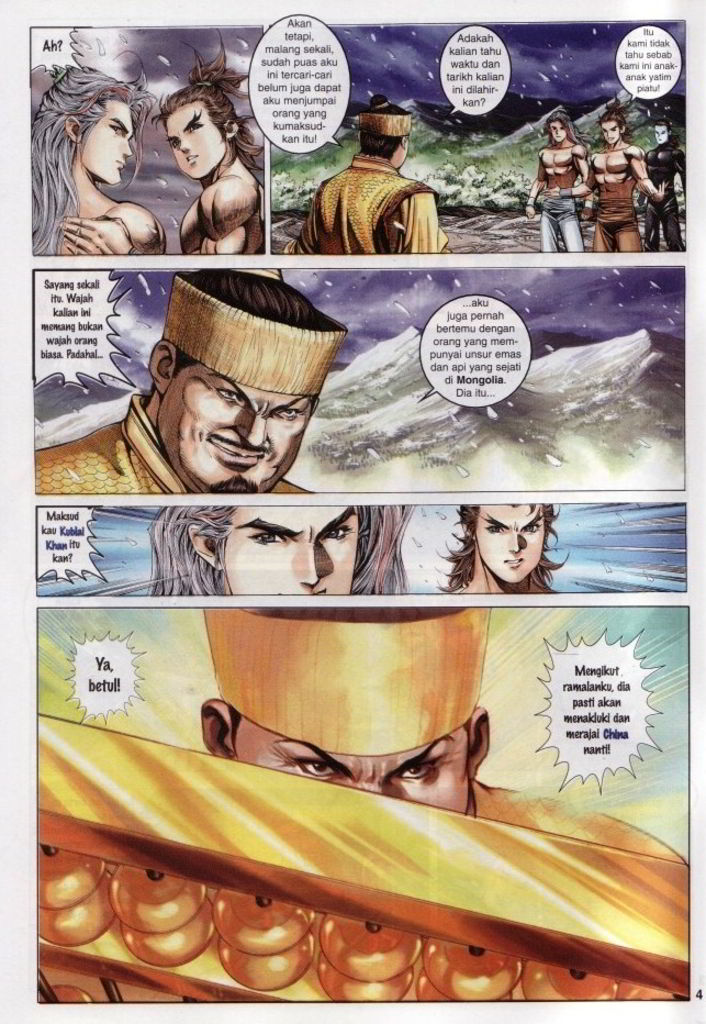 Ah?
Akan
tetapi,
malang sekali,
sudah puas aku
ini tercari-cari
belum juga dapat
aku menjumpai
orang yang
kumaksud-
kan itu!
Adakah
kalian tahu
waktu dan
tarikh kalian
ini dilahir-
kan?
Itu
kami tidak
tahu sebab
kami ini anak-
anak yatim
piatu!
Sayang sekali
itu. Wajah
kalian ini
memang bukan
wajah orang
biasa. Padahal...
...aku
juga pernah
bertemu dengan
orang yang mem-
punyai unsur emas
dan api yang sejati
di Mongolia.
Dia itu...
Maksud
kau Kublai
Khan itu
kan?
Ya,
betul!
Mengikut
ramalanku, dia
pasti akan
menakluki dan
merajai China
nanti!
4